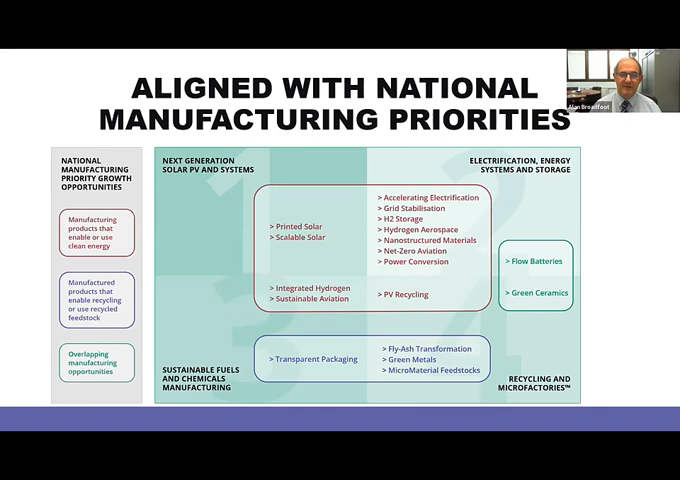 ALIGNED WITH NATIONAL
MANUFACTURING PRIORITIES
Alan Broadfoot
NATIONAL
MANUFACTURING
PRIORITY GROWTH
OPPORTUNITIES
Manufacturing
products that
enable or use
clean energy
Manufactured
products that
enable recycling
or use recycled
feedstock
Overlapping
manufacturing
opportunities
NEXT GENERATION
SOLAR PV AND SYSTEMS
ELECTRIFICATION, ENERGY
SYSTEMS AND STORAGE
1
2
3
4
> Printed Solar
> Scalable Solar
> Accelerating Electrification
> Grid Stabilisation
> H2 Storage
> Hydrogen Aerospace
> Nanostructured Materials
> Net-Zero Aviation
> Power Conversion
> Integrated Hydrogen
> Sustainable Aviation
> PV Recycling
> Flow Batteries
> Green Ceramics
> Transparent Packaging
> Fly-Ash Transformation
> Green Metals
> MicroMaterial Feedstocks
SUSTAINABLE FUELS
AND CHEMICALS
MANUFACTURING
RECYCLING AND
MICROFACTORIES™